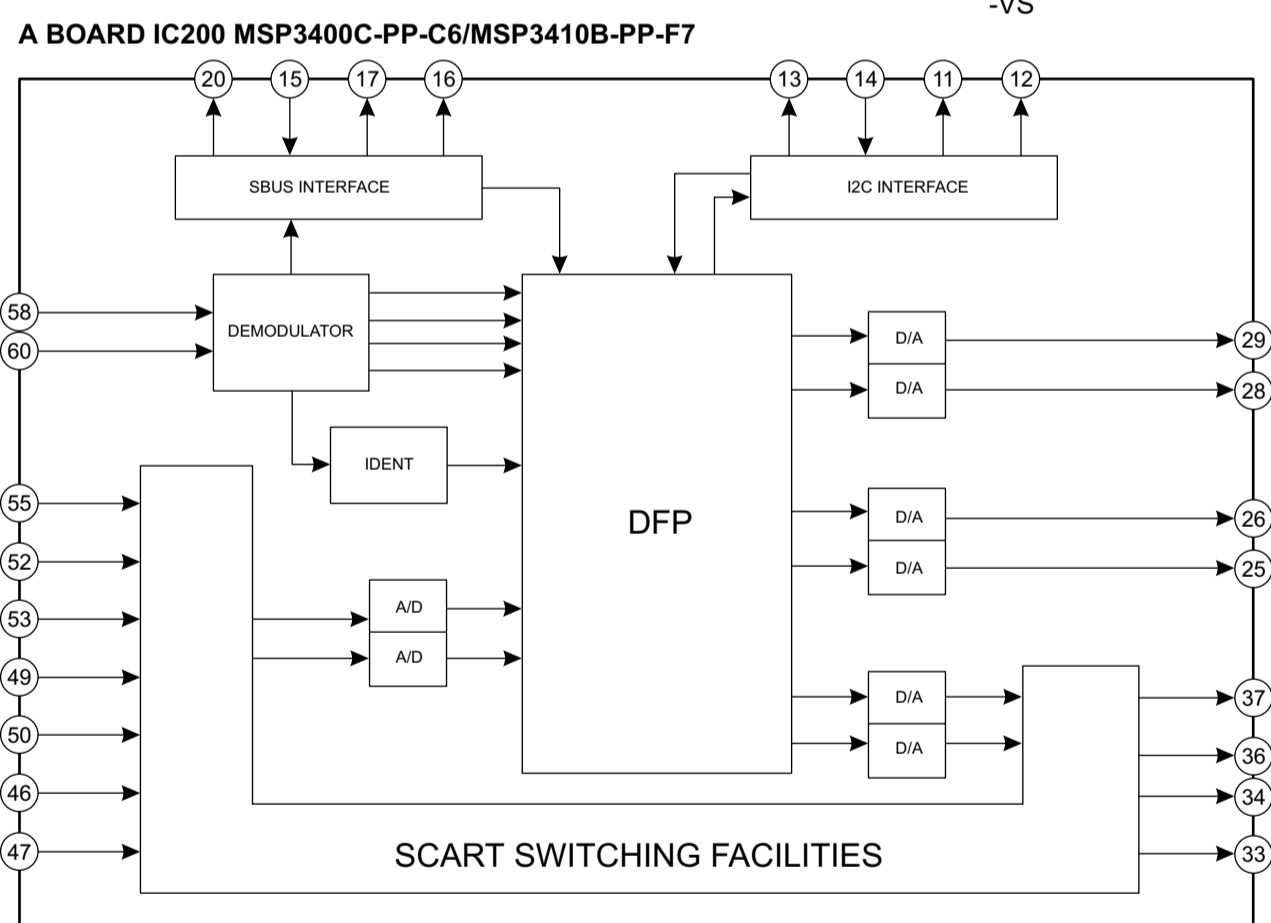 -VS
A BOARD IC200 MSP3400C-PP-C6/MSP3410B-PP-F7
20 15 17 16 13 14 11 12
SBUS INTERFACE I2C INTERFACE
58
DEMODULATOR
60
D/A 29
D/A 28
IDENT
55
52
DFP
D/A 26
D/A 25
53
A/D
A/D
49
50
46
47
D/A 37
D/A 36
34
33
SCART SWITCHING FACILITIES